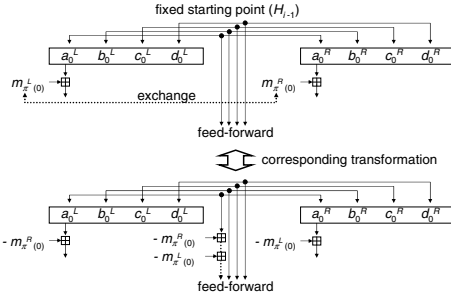 fixed starting point (H_{i-1})
a_0^L b_0^L c_0^L d_0^L a_0^R b_0^R c_0^R d_0^R
m_{π^L(0)} m_{π^R(0)}
exchange
feed-forward
corresponding transformation
a_0^L b_0^L c_0^L d_0^L a_0^R b_0^R c_0^R d_0^R
- m_{π^R(0)} - m_{π^R(0)} - m_{π^L(0)}
- m_{π^L(0)}
feed-forward